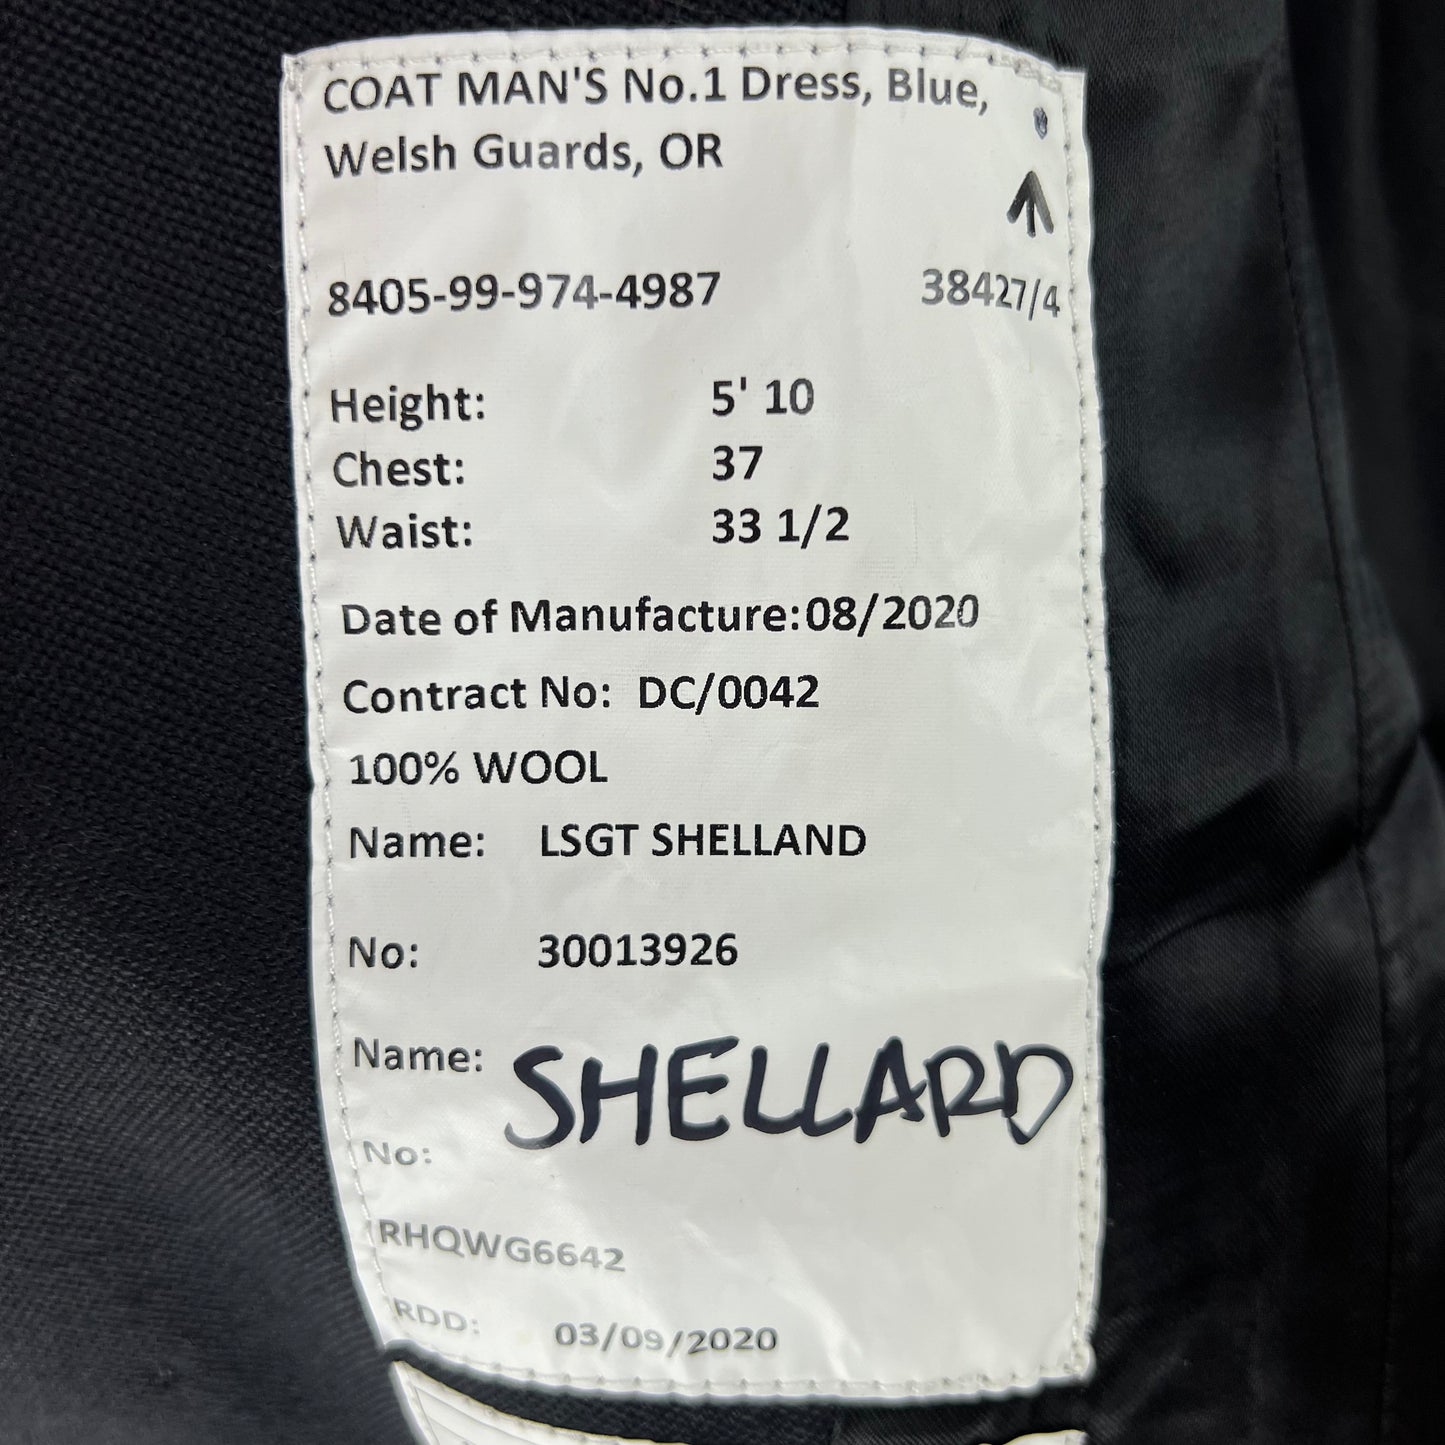 COAT MAN'S No.1 Dress, Blue,
Welsh Guards, OR
8405-99-974-4987 38427/4
Height: 5' 10
Chest: 37
Waist: 33 1/2
Date of Manufacture:08/2020
Contract No: DC/0042
100% WOOL
Name: LSGT SHELLAND
No: 30013926
Name: SHELLARD
No:
RHQWG6642
RDD: 03/09/2020